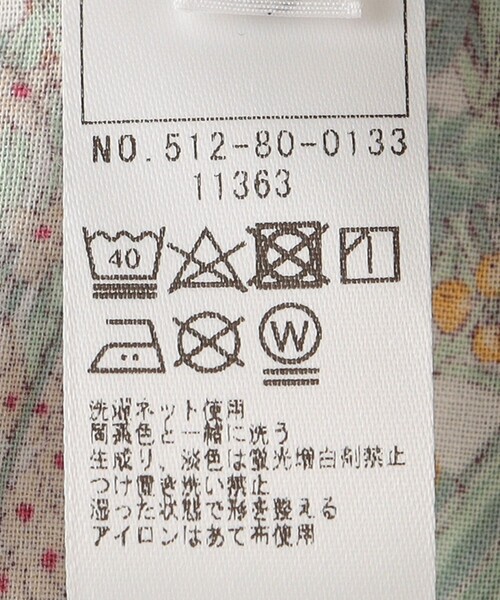 NO.512-80-0133
11363
40
W
洗濯ネット使用
同系色と一緒に洗う
生成り、淡色は蛍光増白剤禁止
つけ置き洗い禁止
湿った状態で形を整える
アイロンはあて布使用